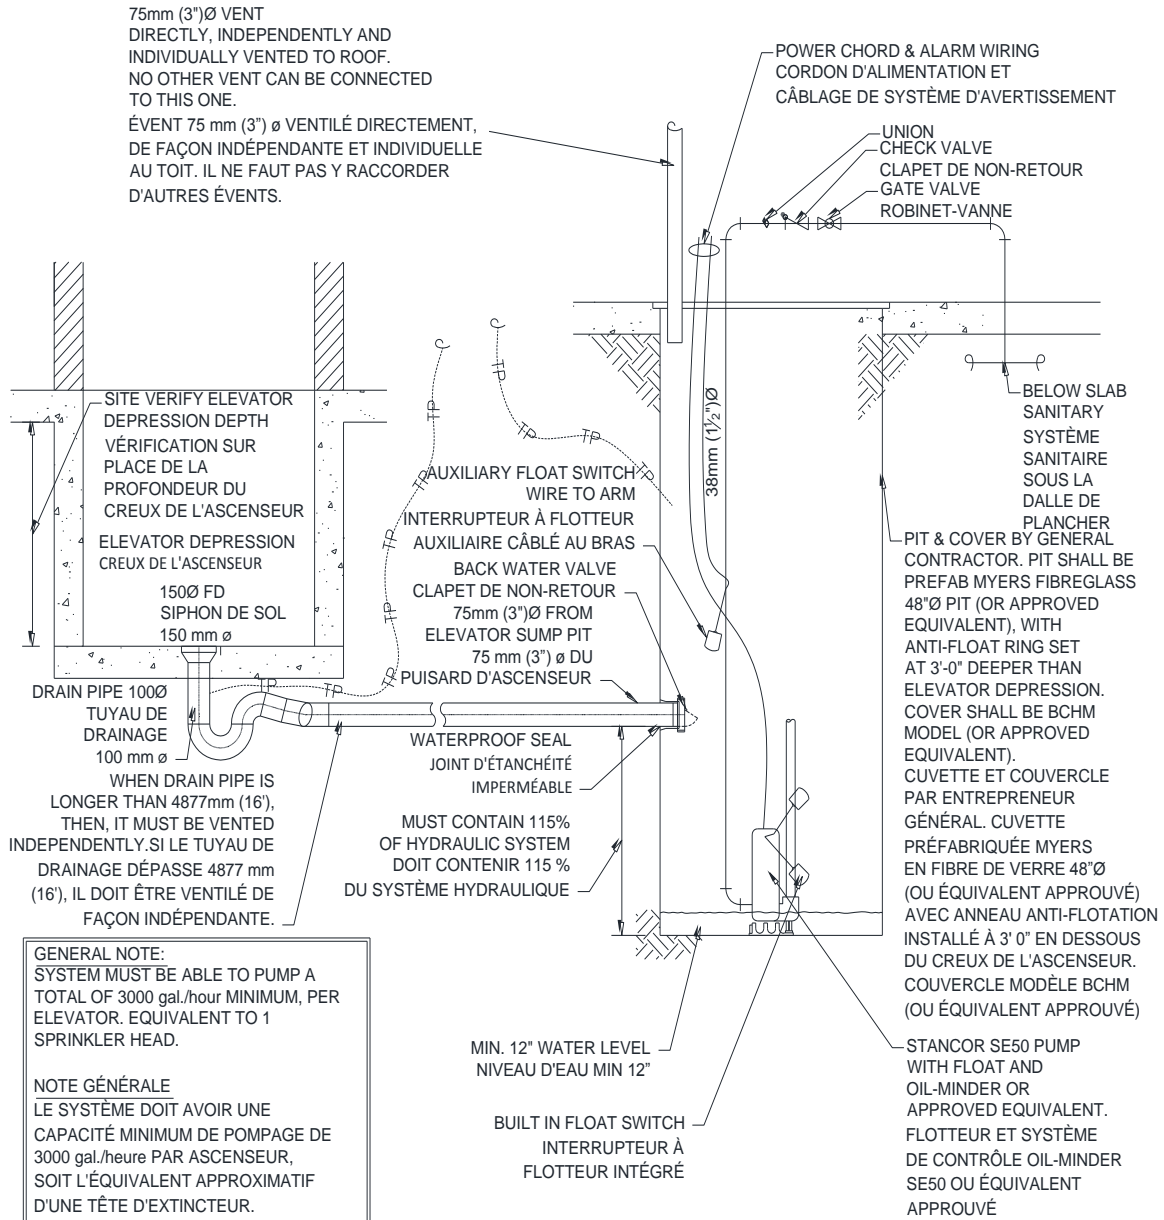 75mm (3")Ø VENT
DIRECTLY, INDEPENDENTLY AND
INDIVIDUALLY VENTED TO ROOF.
NO OTHER VENT CAN BE CONNECTED
TO THIS ONE.
ÉVENT 75 mm (3”) ø VENTILÉ DIRECTEMENT,
DE FAÇON INDÉPENDANTE ET INDIVIDUELLE
AU TOIT. IL NE FAUT PAS Y RACCORDER
D'AUTRES ÉVENTS.
POWER CHORD & ALARM WIRING
CORDON D'ALIMENTATION ET
CÂBLAGE DE SYSTÈME D'AVERTISSEMENT
UNION
CHECK VALVE
CLAPET DE NON-RETOUR
GATE VALVE
ROBINET-VANNE
SITE VERIFY ELEVATOR
DEPRESSION DEPTH
VÉRIFICATION SUR
PLACE DE LA
PROFONDEUR DU
CREUX DE L'ASCENSEUR
ELEVATOR DEPRESSION
CREUX DE L'ASCENSEUR
150Ø FD
SIPHON DE SOL
150 mm ø
TP
TP
TP
TP
TP
TP
TP
TP
TP
TP
AUXILIARY FLOAT SWITCH
WIRE TO ARM
INTERRUPTEUR À FLOTTEUR
AUXILIAIRE CÂBLÉ AU BRAS
BACK WATER VALVE
CLAPET DE NON-RETOUR
75mm (3")Ø FROM
ELEVATOR SUMP PIT
75 mm (3”) ø DU
PUISARD D'ASCENSEUR
38mm (1½")Ø
BELOW SLAB
SANITARY
SYSTÈME
SANITAIRE
SOUS LA
DALLE DE
PLANCHER
PIT & COVER BY GENERAL
CONTRACTOR. PIT SHALL BE
PREFAB MYERS FIBREGLASS
48"Ø PIT (OR APPROVED
EQUIVALENT), WITH
ANTI-FLOAT RING SET
AT 3'-0" DEEPER THAN
ELEVATOR DEPRESSION.
COVER SHALL BE BCHM
MODEL (OR APPROVED
EQUIVALENT).
CUVETTE ET COUVERCLE
PAR ENTREPRENEUR
GÉNÉRAL. CUVETTE
PRÉFABRIQUÉE MYERS
EN FIBRE DE VERRE 48”Ø
(OU ÉQUIVALENT APPROUVÉ)
AVEC ANNEAU ANTI-FLOTATION
INSTALLÉ À 3' 0” EN DESSOUS
DU CREUX DE L'ASCENSEUR.
COUVERCLE MODÈLE BCHM
(OU ÉQUIVALENT APPROUVÉ)
DRAIN PIPE 100Ø
TUYAU DE
DRAINAGE
100 mm ø
WHEN DRAIN PIPE IS
LONGER THAN 4877mm (16'),
THEN, IT MUST BE VENTED
INDEPENDENTLY.SI LE TUYAU DE
DRAINAGE DÉPASSE 4877 mm
(16'), IL DOIT ÊTRE VENTILÉ DE
FAÇON INDÉPENDANTE.
WATERPROOF SEAL
JOINT D'ÉTANCHÉITÉ
IMPERMÉABLE
MUST CONTAIN 115%
OF HYDRAULIC SYSTEM
DOIT CONTENIR 115 %
DU SYSTÈME HYDRAULIQUE
GENERAL NOTE:
SYSTEM MUST BE ABLE TO PUMP A
TOTAL OF 3000 gal./hour MINIMUM, PER
ELEVATOR. EQUIVALENT TO 1
SPRINKLER HEAD.
NOTE GÉNÉRALE
LE SYSTÈME DOIT AVOIR UNE
CAPACITÉ MINIMUM DE POMPAGE DE
3000 gal./heure PAR ASCENSEUR,
SOIT L'ÉQUIVALENT APPROXIMATIF
D'UNE TÊTE D'EXTINCTEUR.
MIN. 12" WATER LEVEL
NIVEAU D'EAU MIN 12”
BUILT IN FLOAT SWITCH
INTERRUPTEUR À
FLOTTEUR INTÉGRÉ
STANCOR SE50 PUMP
WITH FLOAT AND
OIL-MINDER OR
APPROVED EQUIVALENT.
FLOTTEUR ET SYSTÈME
DE CONTRÔLE OIL-MINDER
SE50 OU ÉQUIVALENT
APPROUVÉ